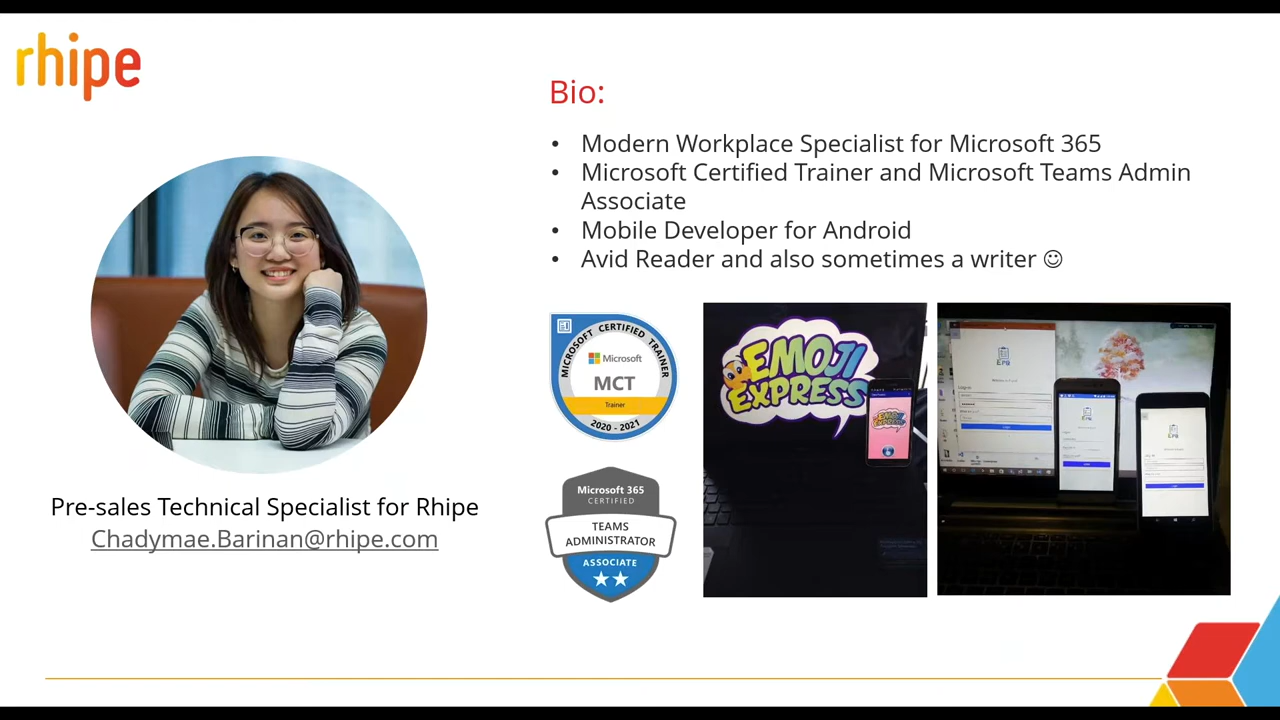 rhipe
Bio:
• Modern Workplace Specialist for Microsoft 365
• Microsoft Certified Trainer and Microsoft Teams Admin
Associate
• Mobile Developer for Android
• Avid Reader and also sometimes a writer ☺
Pre-sales Technical Specialist for Rhipe
Chadymae.Barinan@rhipe.com
MICROSOFT CERTIFIED TRAINER
Microsoft
MCT
Trainer
2020 - 2021
Microsoft 365
CERTIFIED
TEAMS
ADMINISTRATOR
ASSOCIATE
EMOJI
EXPRESS